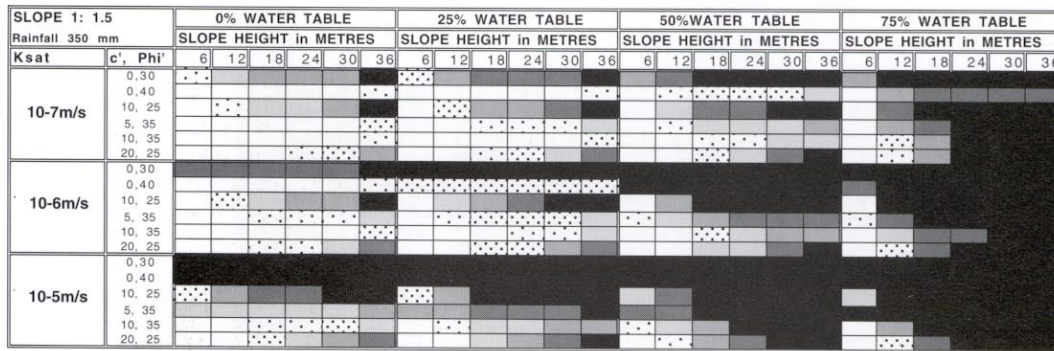 SLOPE 1: 1.5 0% WATER TABLE 25% WATER TABLE 50%WATER TABLE 75% WATER TABLE
Rainfall 350 mm SLOPE HEIGHT in METRES SLOPE HEIGHT in METRES SLOPE HEIGHT in METRES SLOPE HEIGHT in METRES
Ksat c', Phi' 6 12 18 24 30 36 6 12 18 24 30 36 6 12 18 24 30 36 6 12 18 24 30 36
0,30
0,40
10-7m/s 10, 25
5, 35
10, 35
20, 25
0,30
0,40
10-6m/s 10, 25
5, 35
10, 35
20, 25
0,30
0,40
10-5m/s 10, 25
5, 35
10, 35
20, 25